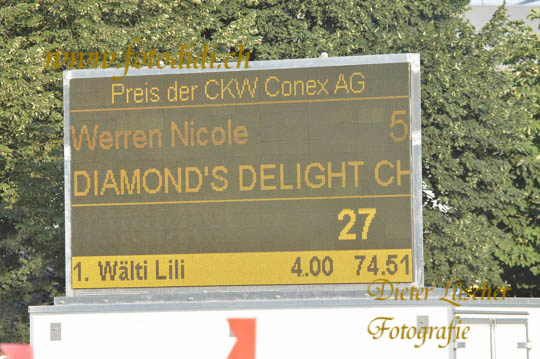 www.fotodidi.ch
Preis der CKW Conex AG
Werren Nicole 5
DIAMOND'S DELIGHT CH
27
1. Wälti Lili 4.00 74.51
Dieter Lüscher
Fotografie